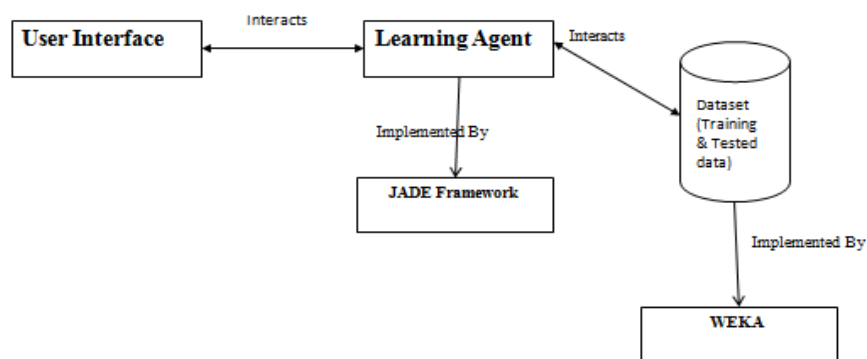 Interacts
User Interface
Learning Agent
Interacts
Dataset
(Training
& Tested
data)
Implemented By
JADE Framework
Implemented By
WEKA